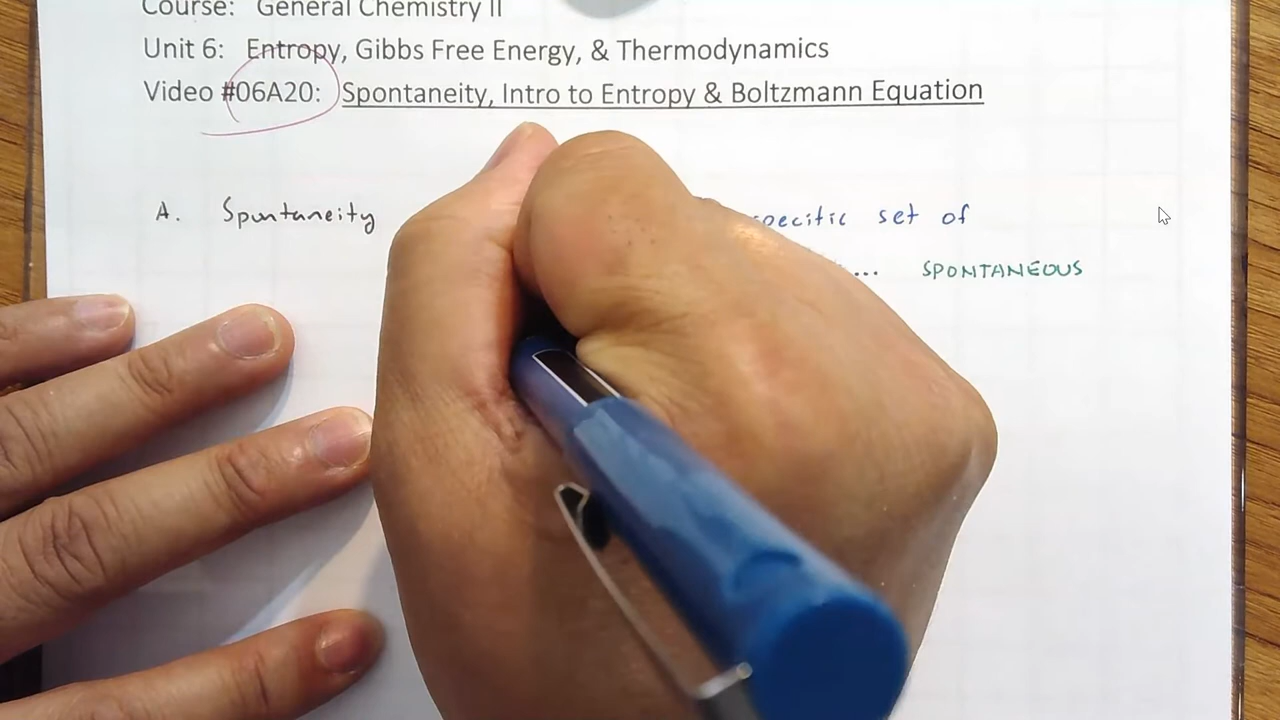 Course: General Chemistry II
Unit 6: Entropy, Gibbs Free Energy, & Thermodynamics
Video #06A20: Spontaneity, Intro to Entropy & Boltzmann Equation
A. Spontaneity specific set of
... SPONTANEOUS